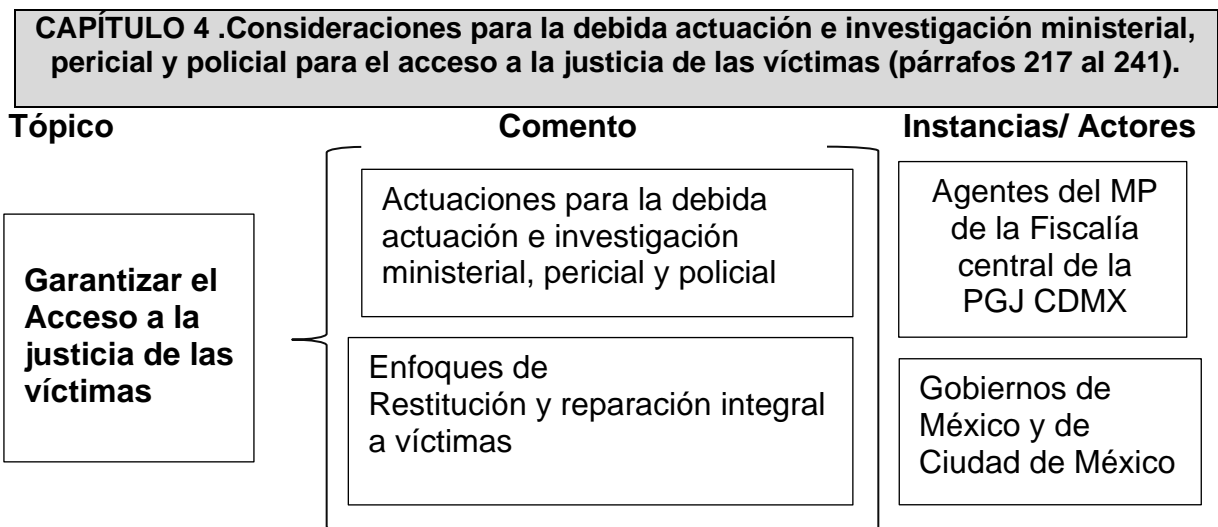 CAPÍTULO 4 .Consideraciones para la debida actuación e investigación ministerial,
pericial y policial para el acceso a la justicia de las víctimas (párrafos 217 al 241).
Tópico
Comento
Instancias/ Actores
Garantizar el
Acceso a la
justicia de las
víctimas
Actuaciones para la debida
actuación e investigación
ministerial, pericial y policial
Enfoques de
Restitución y reparación integral
a víctimas
Agentes del MP
de la Fiscalía
central de la
PGJ CDMX
Gobiernos de
México y de
Ciudad de México